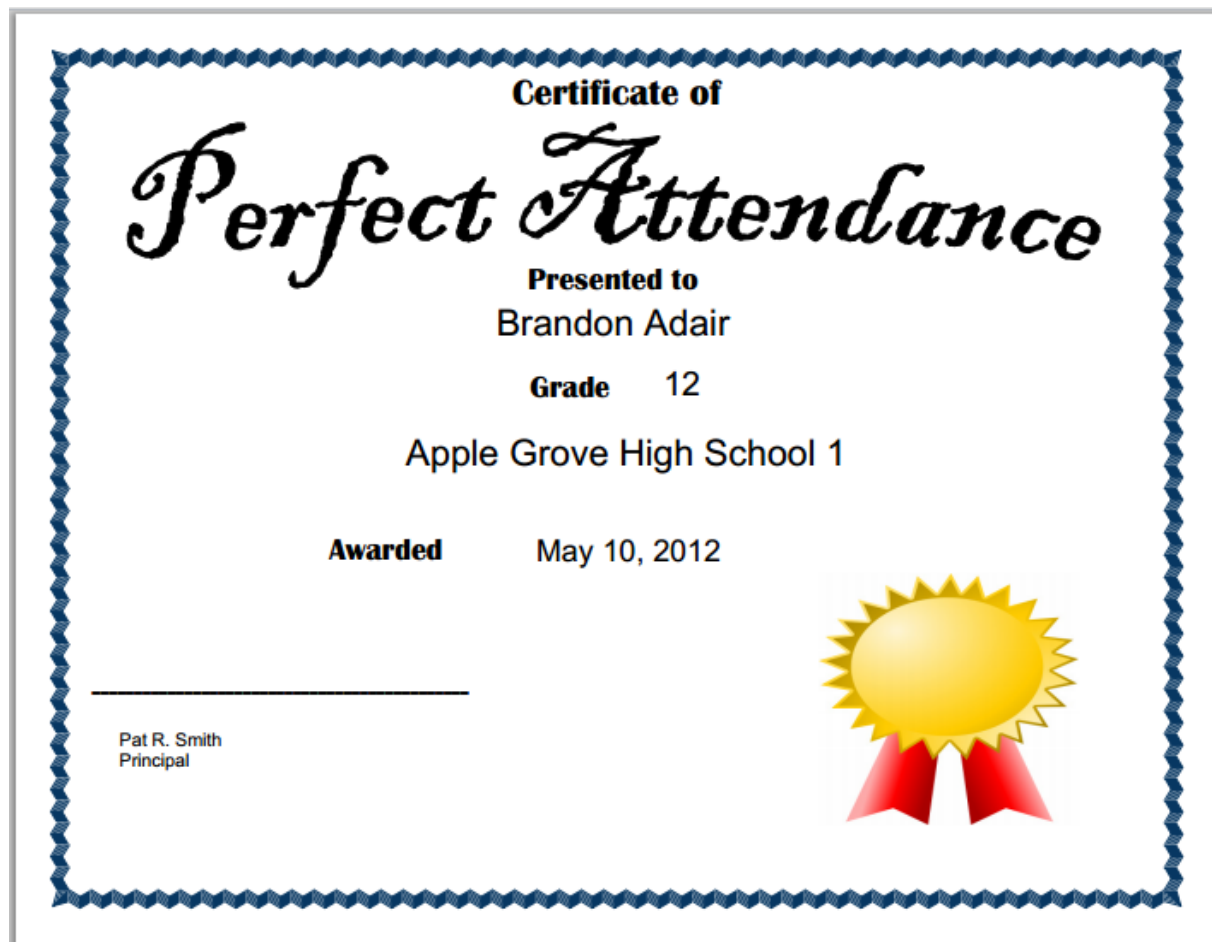 Certificate of
Perfect Attendance
Presented to
Brandon Adair
Grade 12
Apple Grove High School 1
Awarded May 10, 2012
Pat R. Smith
Principal